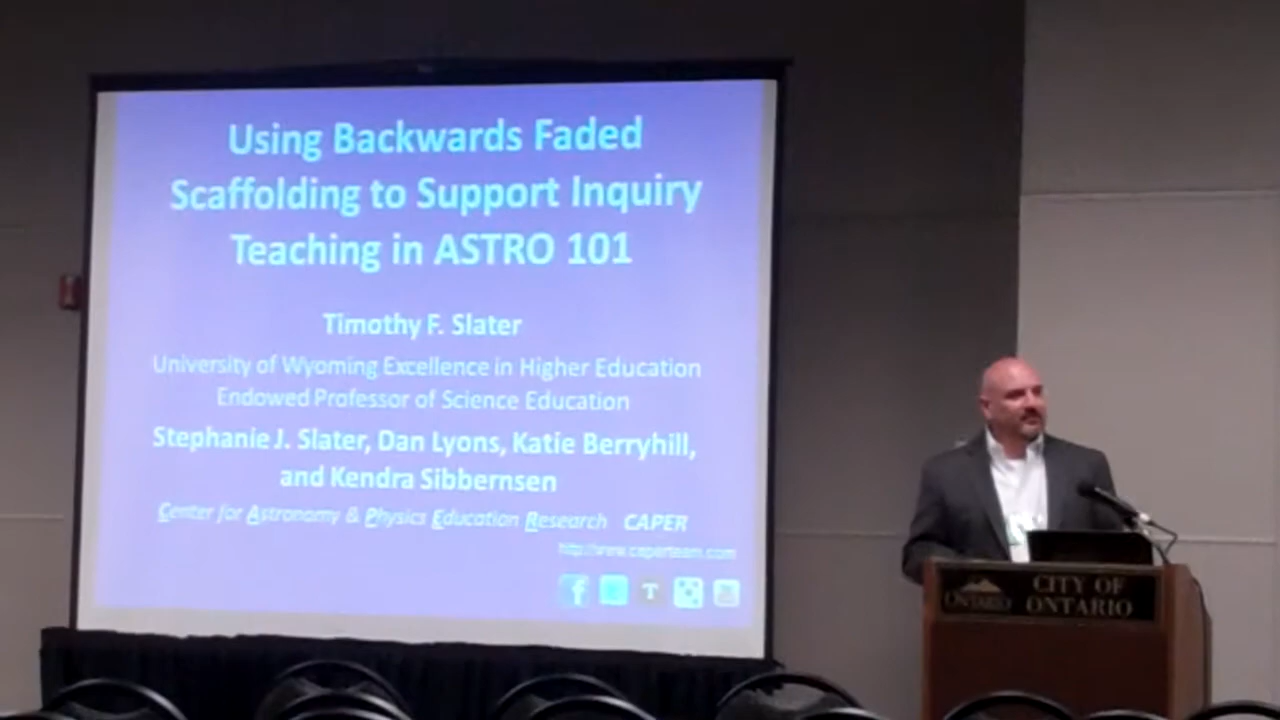 Using Backwards Faded
Scaffolding to Support Inquiry
Teaching in ASTRO 101
Timothy F. Slater
University of Wyoming Excellence in Higher Education
Endowed Professor of Science Education
Stephanie J. Slater, Dan Lyons, Katie Berryhill,
and Kendra Sibbernsen
Center for Astronomy & Physics Education Research CAPER
http://www.caperteam.com
f T
ONTARIO
CITY OF
ONTARIO